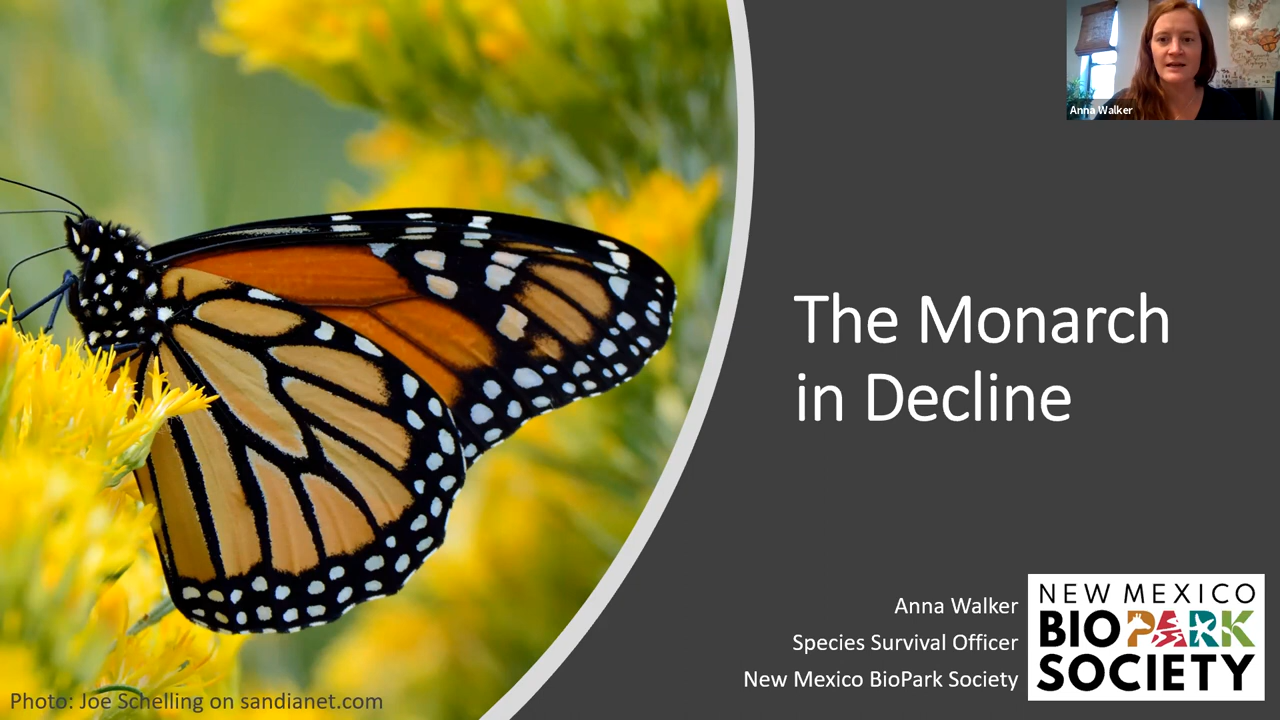 Anna Walker
The Monarch
in Decline
Anna Walker
Species Survival Officer
New Mexico BioPark Society
NEW MEXICO
BIOPARK
SOCIETY
Photo: Joe Schelling on sandianet.com